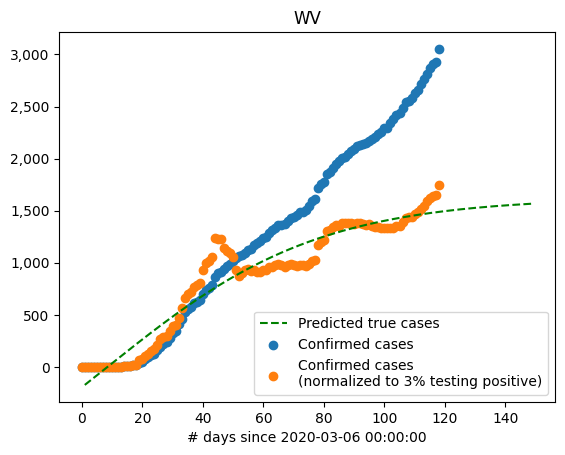 WV
3,000
2,500
2,000
1,500
1,000
500
0
0 20 40 60 80 100 120 140
# days since 2020-03-06 00:00:00
Predicted true cases
Confirmed cases
Confirmed cases
(normalized to 3% testing positive)